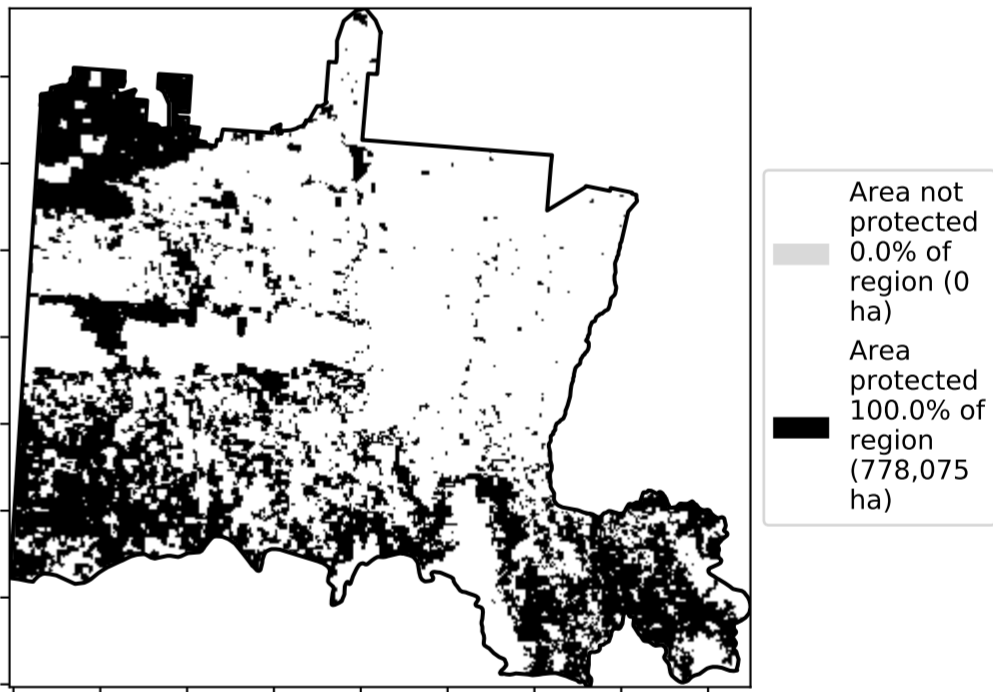 Area not
protected
0.0% of
region (0
ha)
Area
protected
100.0% of
region
(778,075
ha)